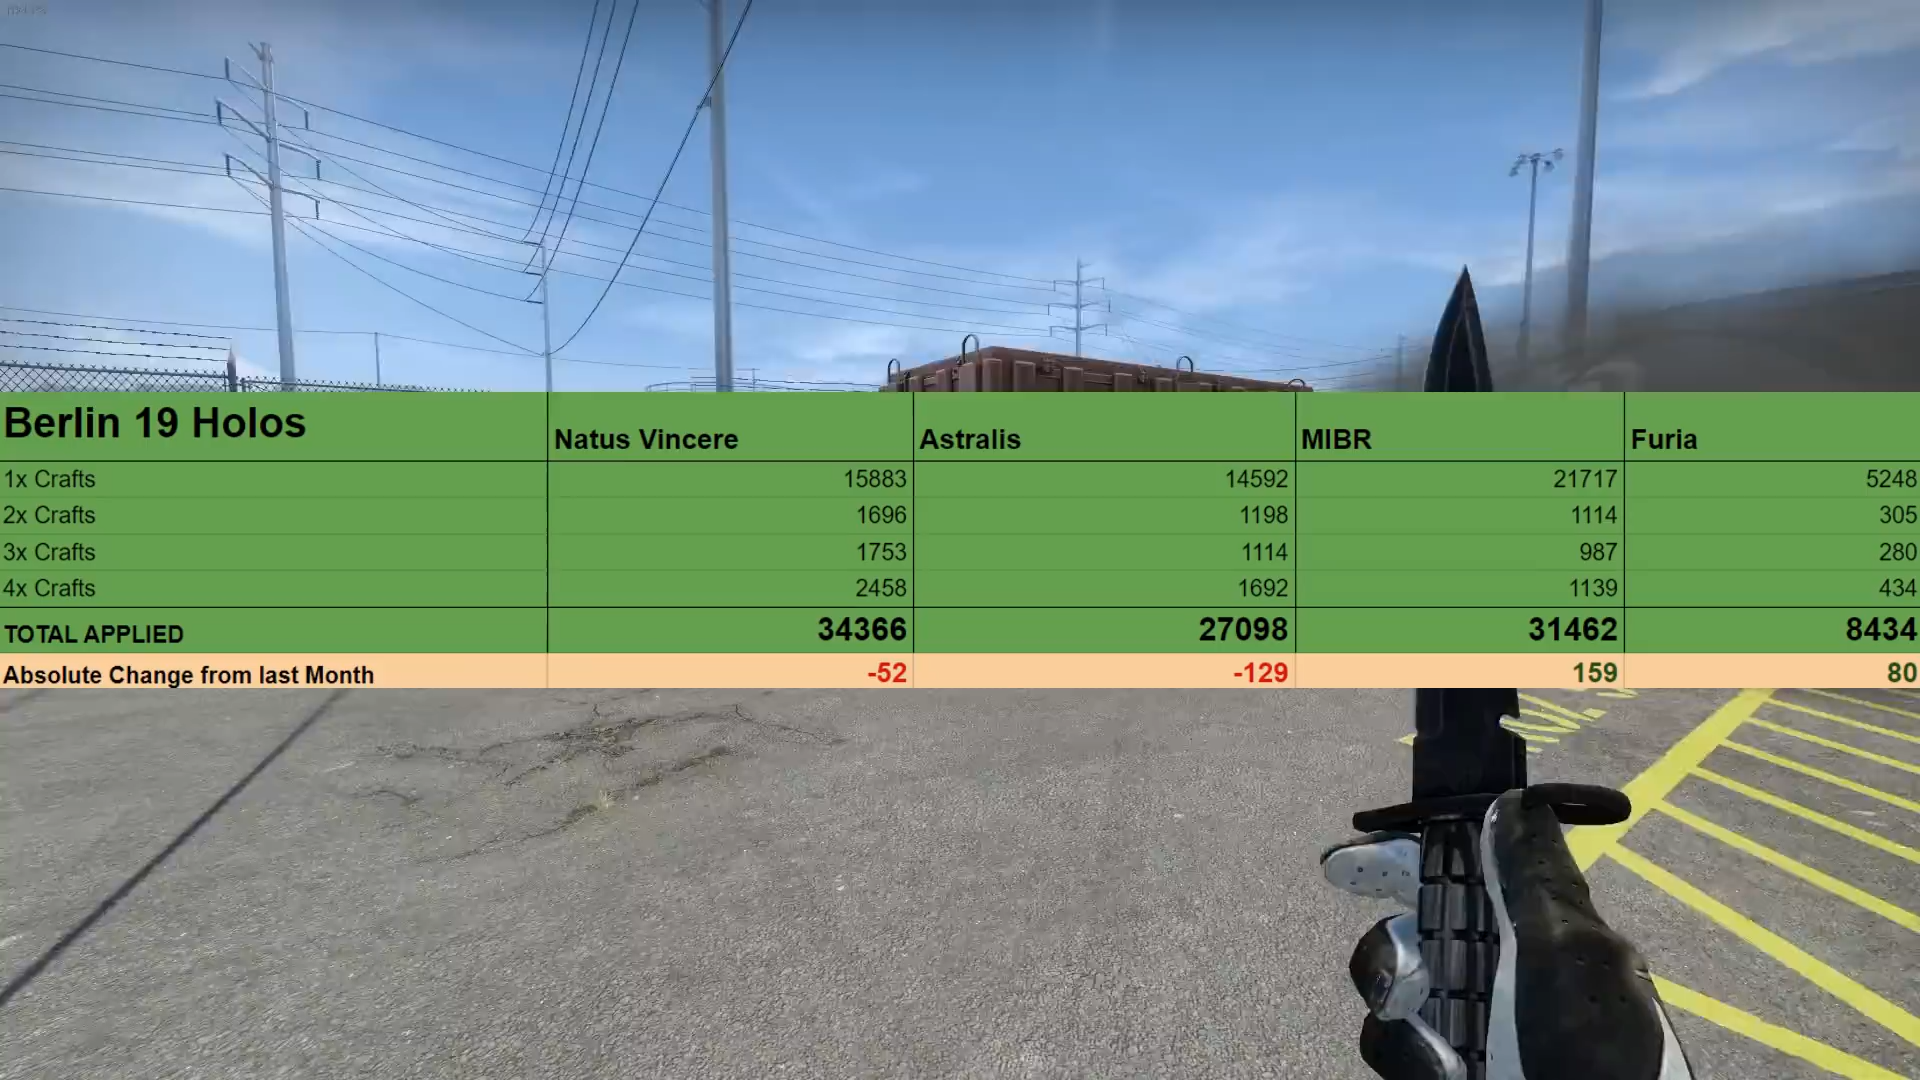 Berlin 19 Holos Natus Vincere Astralis MIBR Furia
1x Crafts 15883 14592 21717 5248
2x Crafts 1696 1198 1114 305
3x Crafts 1753 1114 987 280
4x Crafts 2458 1692 1139 434
TOTAL APPLIED 34366 27098 31462 8434
Absolute Change from last Month -52 -129 159 80